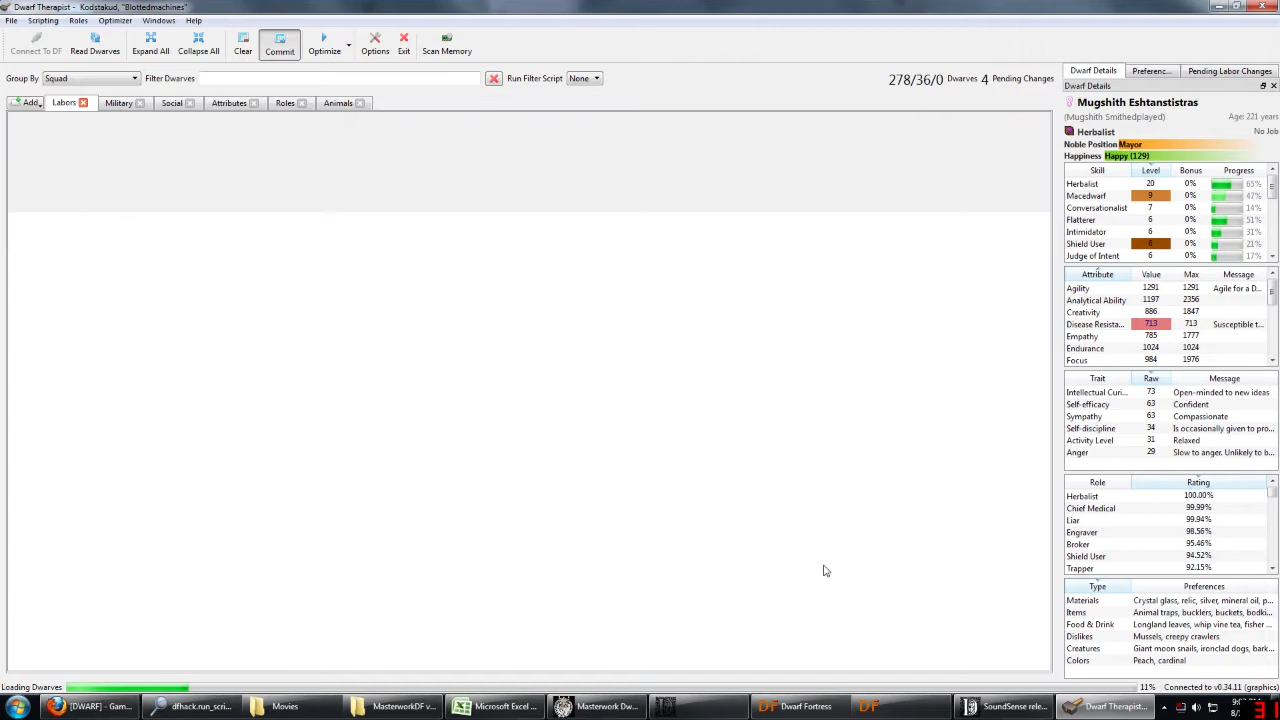 Dwarf Therapist - Kodstakud, "Blottedmachines"
File Scripting Roles Optimizer Windows Help
Connect To DF Read Dwarves Expand All Collapse All Clear Commit Optimize Options Exit Scan Memory
Group By Squad Filter Dwarves Run Filter Script None 278/36/0 Dwarves 4 Pending Changes
Add... Labors Military Social Attributes Roles Animals
Dwarf Details Preferenc... Pending Labor Changes
Dwarf Details
Mugshith Eshtanstistras
(Mugshith Smithedplayed) Age: 221 years
Herbalist No Job
Noble Position Mayor
Happiness Happy (129)
Skill Level Bonus Progress
Herbalist 20 0% 65%
Macedwarf 9 0% 47%
Conversationalist 7 0% 14%
Flatterer 6 0% 51%
Intimidator 6 0% 31%
Shield User 6 0% 21%
Judge of Intent 6 0% 17%
Attribute Value Max Message
Agility 1291 1291 Agile for a D...
Analytical Ability 1197 2356
Creativity 886 1847
Disease Resista... 713 713 Susceptible t...
Empathy 785 1777
Endurance 1024 1024
Focus 984 1976
Trait Raw Message
Intellectual Curi... 73 Open-minded to new ideas
Self-efficacy 63 Confident
Sympathy 63 Compassionate
Self-discipline 34 Is occasionally given to pro...
Activity Level 31 Relaxed
Anger 29 Slow to anger. Unlikely to b...
Role Rating
Herbalist 100.00%
Chief Medical 99.99%
Liar 99.94%
Engraver 98.56%
Broker 95.46%
Shield User 94.52%
Trapper 92.15%
Type Preferences
Materials Crystal glass, relic, silver, mineral oil, p...
Items Animal traps, bucklers, buckets, bodki...
Food & Drink Longland leaves, whip vine tea, fisher ...
Dislikes Mussels, creepy crawlers
Creatures Giant moon snails, ironclad dogs, bark...
Colors Peach, cardinal
Loading Dwarves 11% Connected to v0.34.11 (graphics)
[DWARF] - Gam... dfhack.run_scri... Movies MasterworkDF v... Microsoft Excel ... Masterwork Dw... Dwarf Fortress DF SoundSense rele... Dwarf Therapist... 31